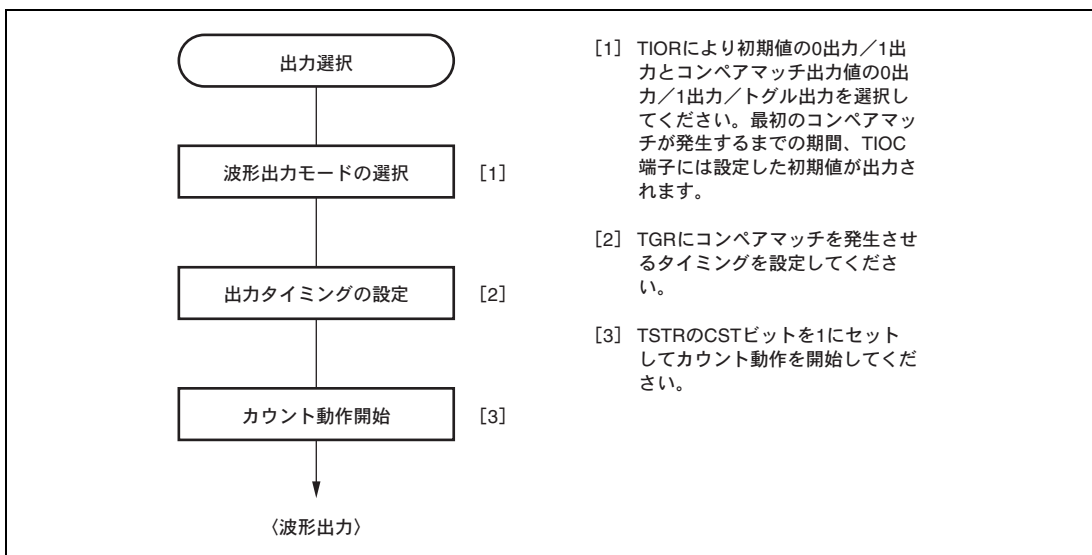 出力選択
波形出力モードの選択 [1]
出力タイミングの設定 [2]
カウント動作開始 [3]
〈波形出力〉
[1] TIORにより初期値の0出力／1出
力とコンペアマッチ出力値の0出
力／1出力／トグル出力を選択し
てください。最初のコンペアマッ
チが発生するまでの期間、TIOC
端子には設定した初期値が出力さ
れます。
[2] TGRにコンペアマッチを発生させ
るタイミングを設定してくださ
い。
[3] TSTRのCSTビットを1にセット
してカウント動作を開始してくだ
さい。